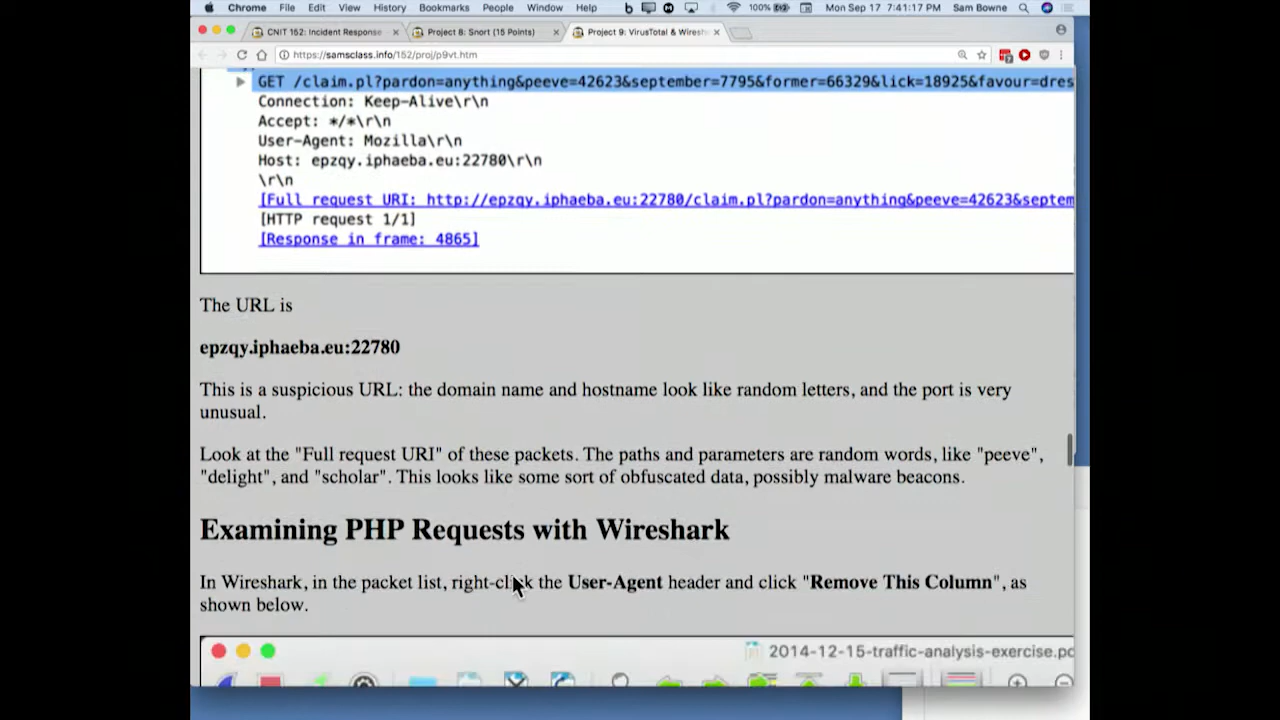 Chrome File Edit View History Bookmarks People Window Help 100% Mon Sep 17 7:41:17 PM Sam Bowne
CNIT 152: Incident Response × Project 8: Snort (15 Points) × Project 9: VirusTotal & Wiresh ×
https://samsclass.info/152/proj/p9vt.htm
GET /claim.pl?pardon=anything&peeve=42623&september=7795&former=66329&lick=18925&favour=dres
Connection: Keep-Alive\r\n
Accept: */*\r\n
User-Agent: Mozilla\r\n
Host: epzqy.iphaeba.eu:22780\r\n
\r\n
[Full request URI: http://epzqy.iphaeba.eu:22780/claim.pl?pardon=anything&peeve=42623&septem
[HTTP request 1/1]
[Response in frame: 4865]
The URL is
epzqy.iphaeba.eu:22780
This is a suspicious URL: the domain name and hostname look like random letters, and the port is very
unusual.
Look at the "Full request URI" of these packets. The paths and parameters are random words, like "peeve",
"delight", and "scholar". This looks like some sort of obfuscated data, possibly malware beacons.
Examining PHP Requests with Wireshark
In Wireshark, in the packet list, right-click the User-Agent header and click "Remove This Column", as
shown below.
2014-12-15-traffic-analysis-exercise.pc